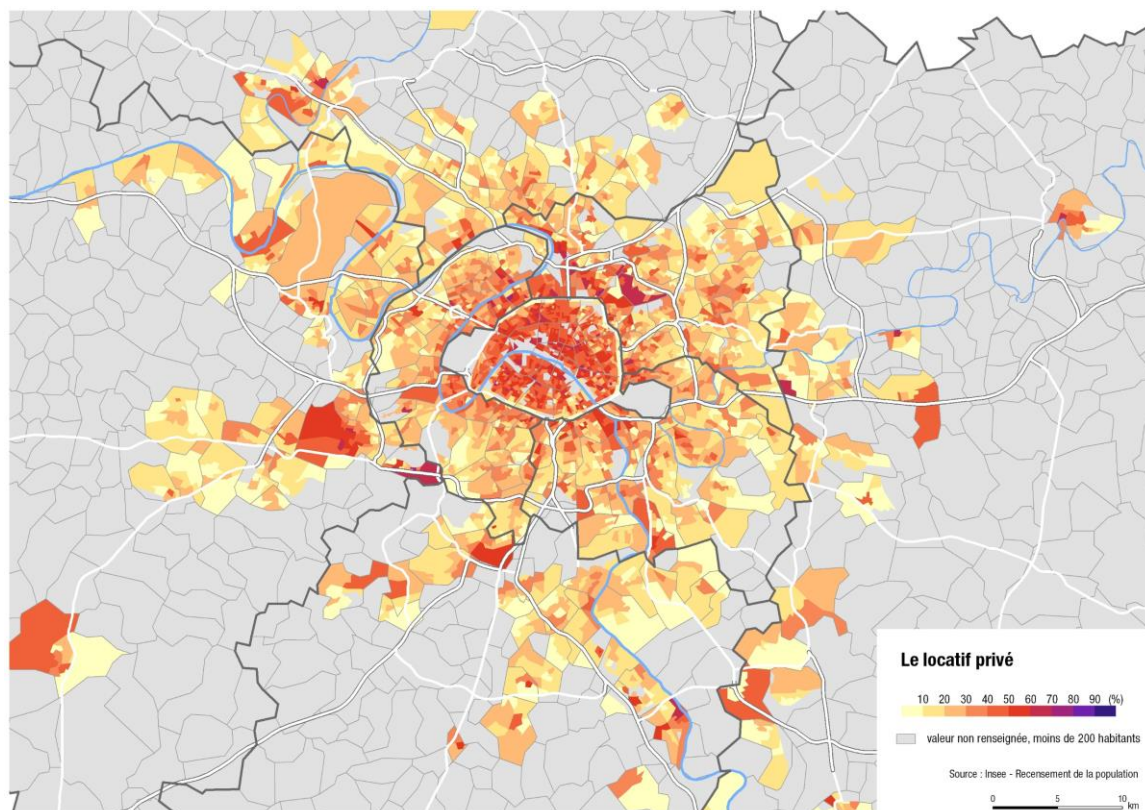 Le locatif privé
10 20 30 40 50 60 70 80 90 (%)
valeur non renseignée, moins de 200 habitants
Source : Insee - Recensement de la population
0 5 10
km